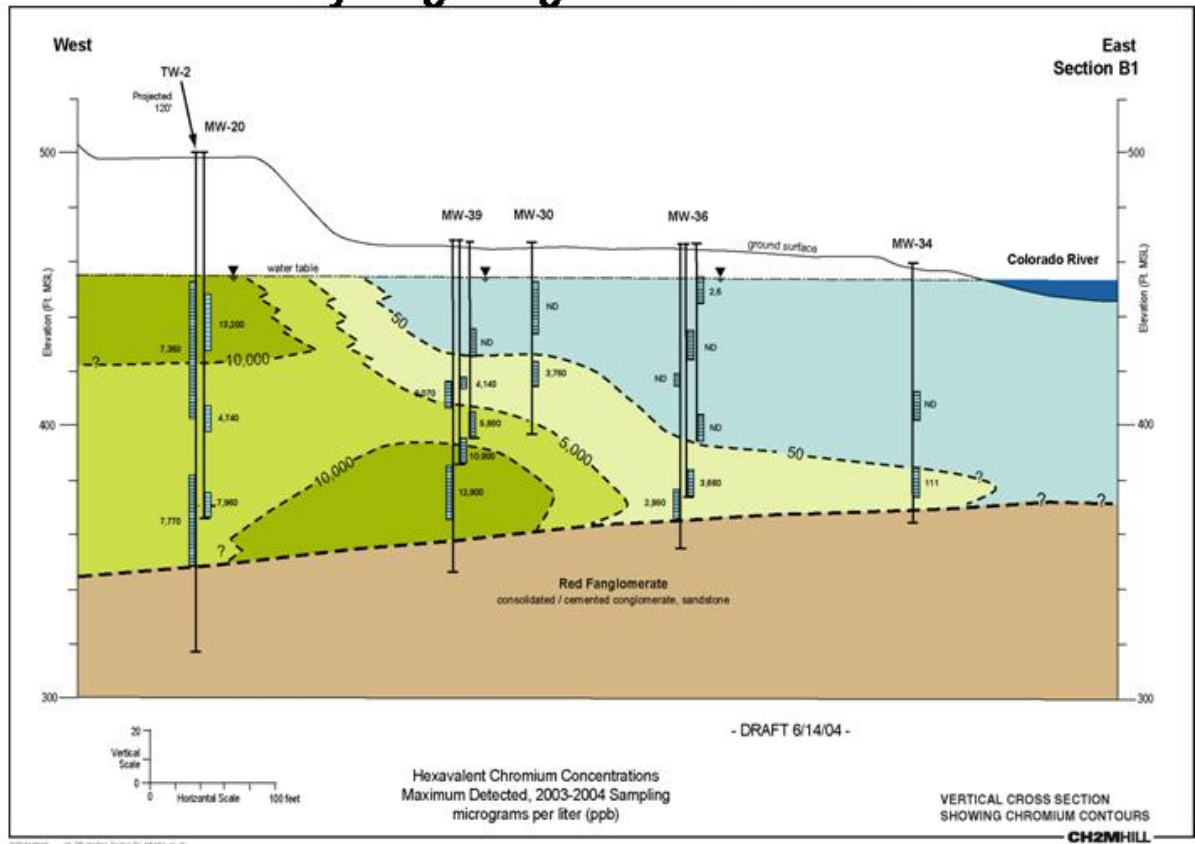 West
East
Section B1
TW-2
Projected
120'
MW-20
MW-39
MW-30
MW-36
MW-34
500
500
ground surface
water table
Colorado River
Elevation (Ft. MSL)
Elevation (Ft. MSL)
2.6
50
ND
13,200
7,360
ND
ND
?
10,000
3,760
ND
4,140
ND
400
400
4,740
5,800
ND
5,000
50
10,900
10,000
?
3,660
111
12,800
2,960
7,960
?
?
7,770
?
Red Fanglomerate
consolidated / cemented conglomerate, sandstone
300
300
- DRAFT 6/14/04 -
20
Vertical
Scale
0
0
Horizontal Scale
100 feet
Hexavalent Chromium Concentrations
Maximum Detected, 2003-2004 Sampling
micrograms per liter (ppb)
VERTICAL CROSS SECTION
SHOWING CHROMIUM CONTOURS
CH2MHILL